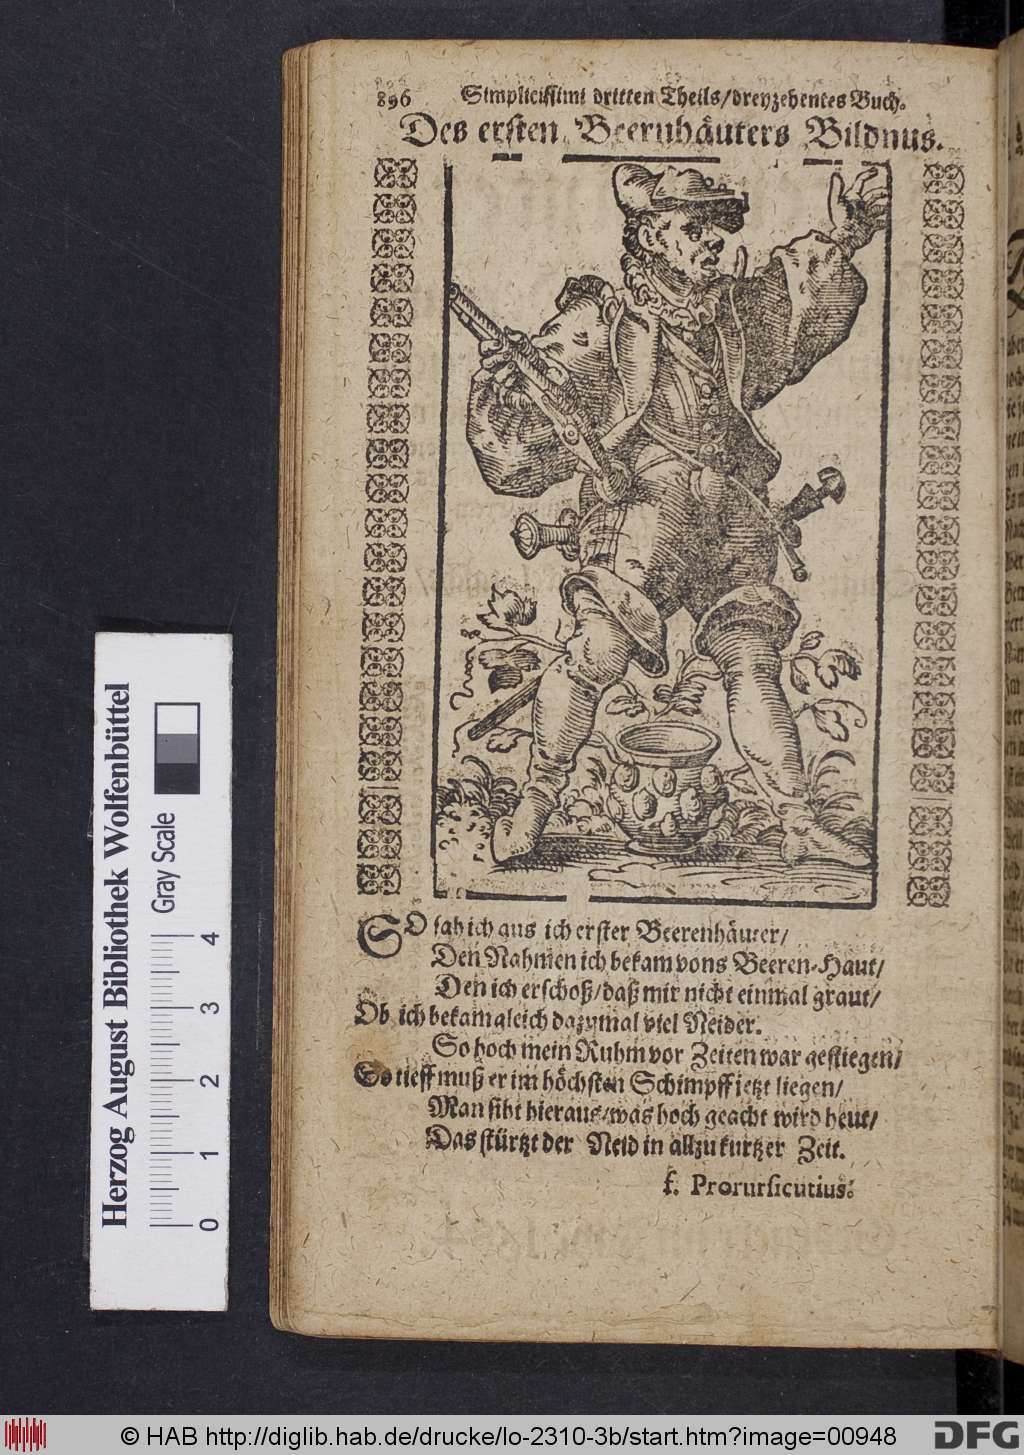 896 Simplicissimi dritten Theils/dreyzehentes Buch.
Des ersten Beernhäuters Bildnus.
SO sah ich aus ich erster Beerenhäuter/
Den Nahmen ich bekam vons Beeren-Haut/
Den ich erschoß/daß mir nicht einmal graut/
Ob ich bekam gleich dazumal viel Neider.
So hoch mein Ruhm vor Zeiten war gestiegen/
So tieff muß er im höchsten Schimpff jetzt liegen/
Man siht hieraus/was hoch geacht wird heut/
Das stürtzt der Neid in allzu kurtzer Zeit.
f. Prorursicutius.
Herzog August Bibliothek Wolfenbüttel
Gray Scale
0 1 2 3 4
© HAB http://diglib.hab.de/drucke/lo-2310-3b/start.htm?image=00948
DFG